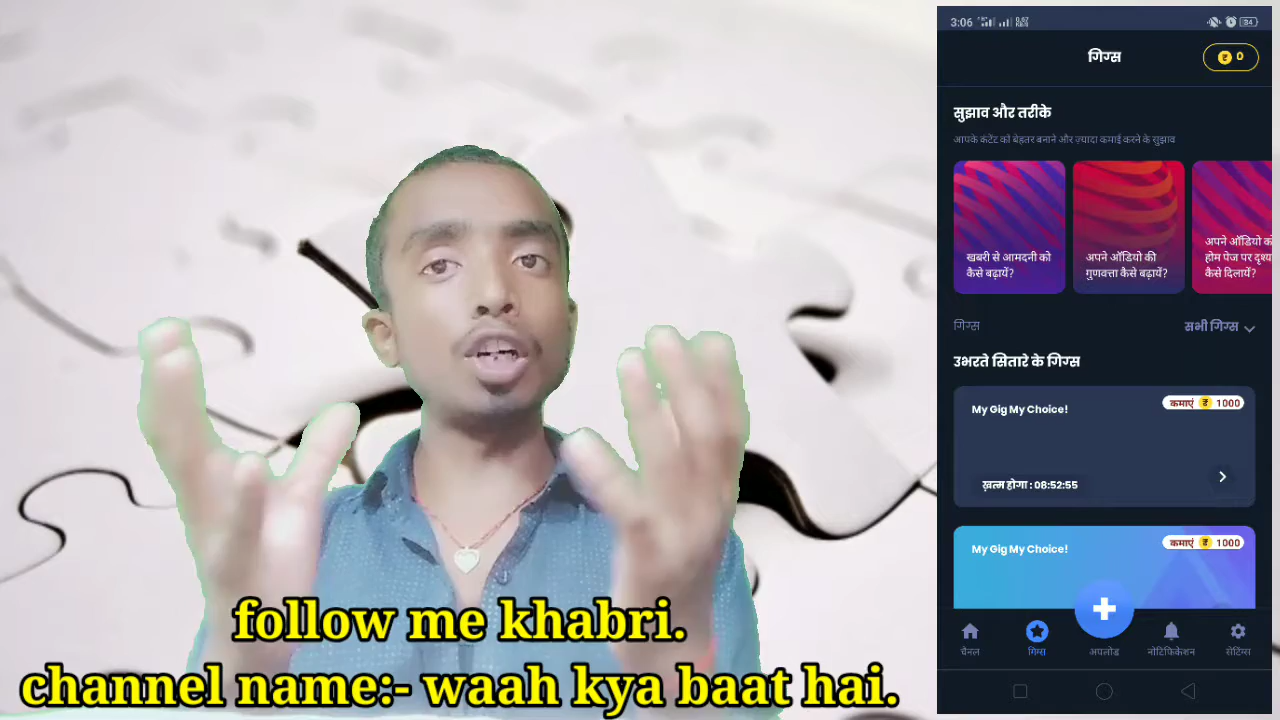 3:06
84
गिग्स
0
सुझाव और तरीके
आपके कंटेंट को बेहतर बनाने और ज़्यादा कमाई करने के सुझाव
खबरी से आमदनी को
कैसे बढ़ायें?
अपने ऑडियो की
गुणवत्ता कैसे बढ़ायें?
अपने ऑडियो को
होम पेज पर दृश्य
कैसे दिलायें?
गिग्स
सभी गिग्स
उभरते सितारे के गिग्स
My Gig My Choice!
कमाएं ₹ 1000
ख़त्म होगा : 08:52:55
My Gig My Choice!
कमाएं ₹ 1000
चैनल
गिग्स
अपलोड
नोटिफिकेशन
सेटिंग्स
follow me khabri.
channel name:- waah kya baat hai.